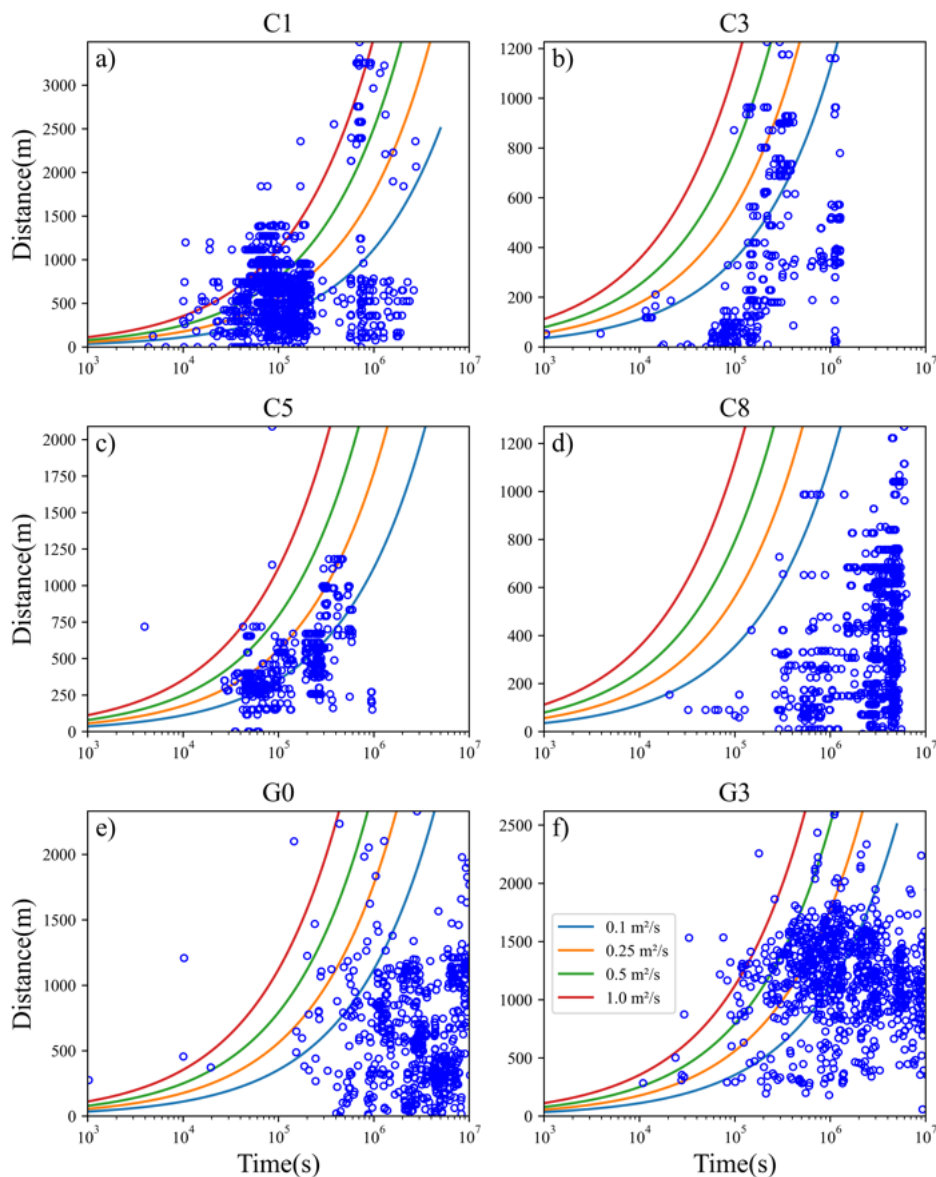 C1
a)
3500
3000
2500
2000
1500
1000
500
0
10³ 10⁴ 10⁵ 10⁶ 10⁷
Distance(m)
C3
b)
1200
1000
800
600
400
200
0
10³ 10⁴ 10⁵ 10⁶ 10⁷
C5
c)
2000
1750
1500
1250
1000
750
500
250
0
10³ 10⁴ 10⁵ 10⁶ 10⁷
Distance(m)
C8
d)
1200
1000
800
600
400
200
0
10³ 10⁴ 10⁵ 10⁶ 10⁷
G0
e)
2000
1500
1000
500
0
10³ 10⁴ 10⁵ 10⁶ 10⁷
Distance(m)
Time(s)
G3
f)
2500
2000
1500
1000
500
0
0.1 m²/s
0.25 m²/s
0.5 m²/s
1.0 m²/s
10³ 10⁴ 10⁵ 10⁶ 10⁷
Time(s)